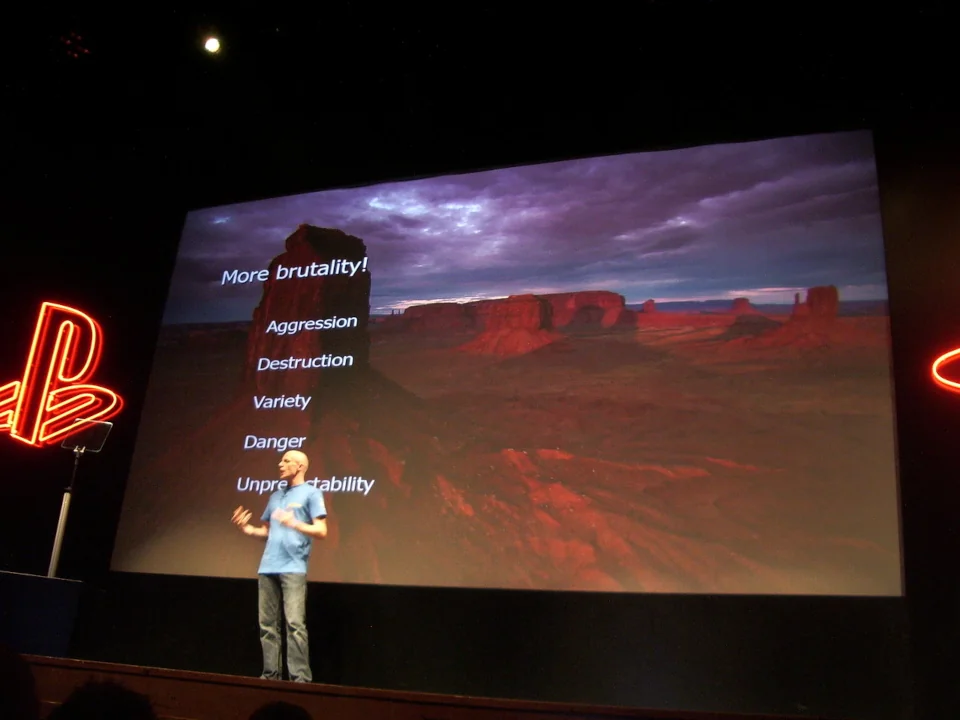 More brutality!
Aggression
Destruction
Variety
Danger